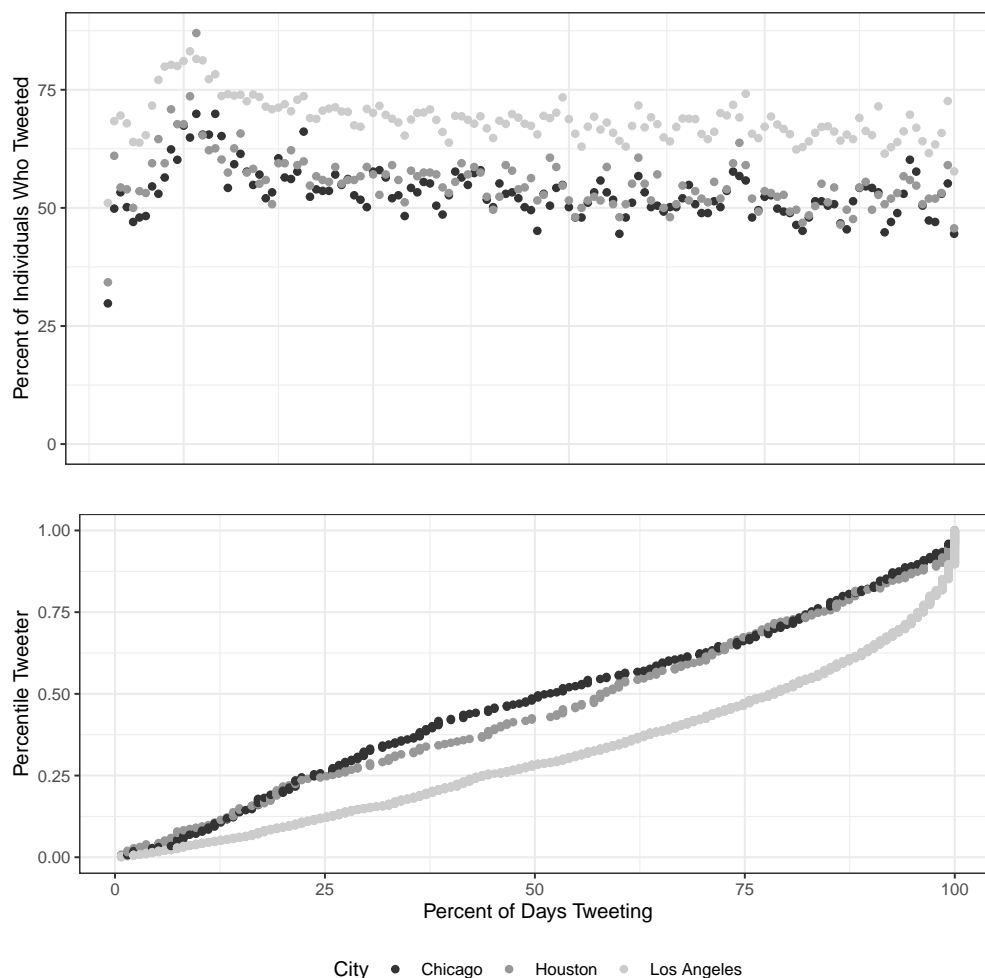 Percent of Individuals Who Tweeted
75
50
25
0
Percentile Tweeter
1.00
0.75
0.50
0.25
0.00
0 25 50 75 100
Percent of Days Tweeting
City Chicago Houston Los Angeles